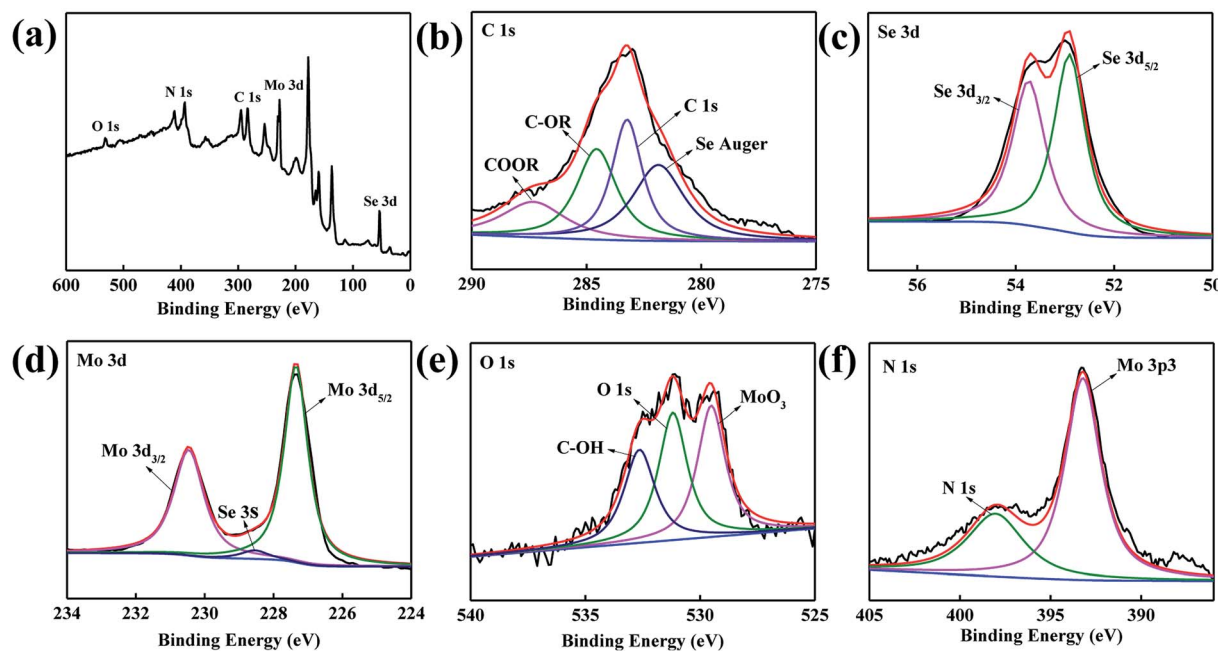 (a)
O 1s
N 1s
C 1s
Mo 3d
Se 3d
600 500 400 300 200 100 0
Binding Energy (eV)
(b)
C 1s
COOR
C-OR
C 1s
Se Auger
290 285 280 275
Binding Energy (eV)
(c)
Se 3d
Se 3d3/2
Se 3d5/2
56 54 52 50
Binding Energy (eV)
(d)
Mo 3d
Mo 3d3/2
Se 3s
Mo 3d5/2
234 232 230 228 226 224
Binding Energy (eV)
(e)
O 1s
C-OH
O 1s
MoO3
540 535 530 525
Binding Energy (eV)
(f)
N 1s
N 1s
Mo 3p3
405 400 395 390
Binding Energy (eV)